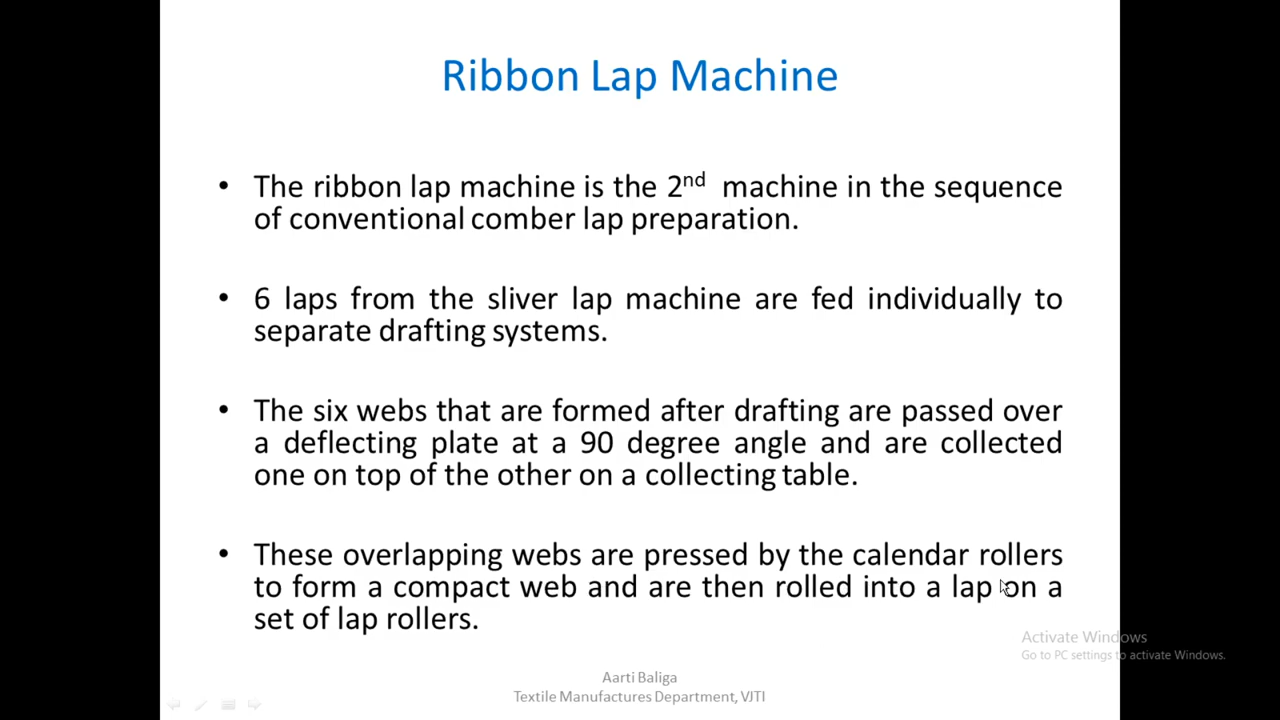 Ribbon Lap Machine
• The ribbon lap machine is the 2nd machine in the sequence
of conventional comber lap preparation.
• 6 laps from the sliver lap machine are fed individually to
separate drafting systems.
• The six webs that are formed after drafting are passed over
a deflecting plate at a 90 degree angle and are collected
one on top of the other on a collecting table.
• These overlapping webs are pressed by the calendar rollers
to form a compact web and are then rolled into a lap on a
set of lap rollers.
Activate Windows
Go to PC settings to activate Windows.
Aarti Baliga
Textile Manufactures Department, VJTI